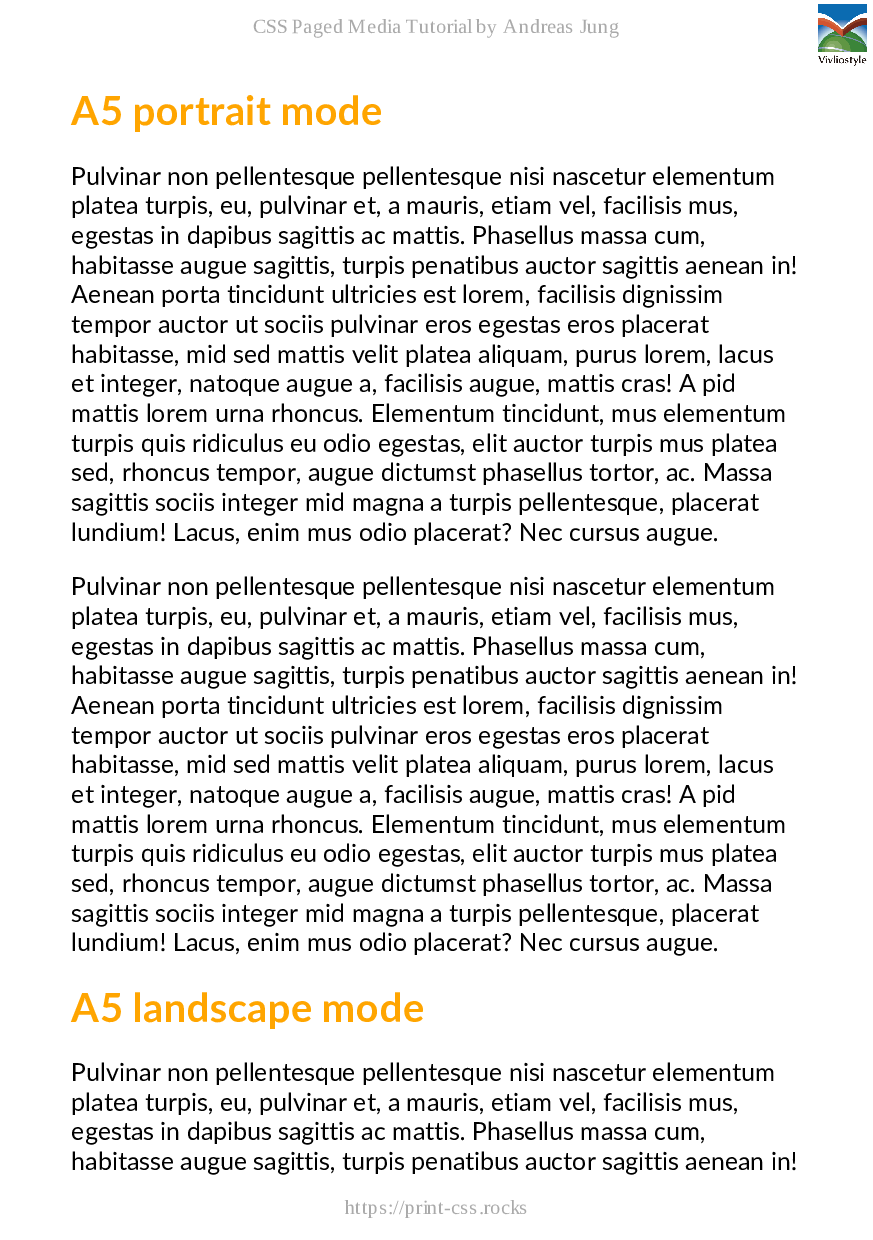 CSS Paged Media Tutorial by Andreas Jung
Vivliostyle
A5 portrait mode
Pulvinar non pellentesque pellentesque nisi nascetur elementum
platea turpis, eu, pulvinar et, a mauris, etiam vel, facilisis mus,
egestas in dapibus sagittis ac mattis. Phasellus massa cum,
habitasse augue sagittis, turpis penatibus auctor sagittis aenean in!
Aenean porta tincidunt ultricies est lorem, facilisis dignissim
tempor auctor ut sociis pulvinar eros egestas eros placerat
habitasse, mid sed mattis velit platea aliquam, purus lorem, lacus
et integer, natoque augue a, facilisis augue, mattis cras! A pid
mattis lorem urna rhoncus. Elementum tincidunt, mus elementum
turpis quis ridiculus eu odio egestas, elit auctor turpis mus platea
sed, rhoncus tempor, augue dictumst phasellus tortor, ac. Massa
sagittis sociis integer mid magna a turpis pellentesque, placerat
lundium! Lacus, enim mus odio placerat? Nec cursus augue.
Pulvinar non pellentesque pellentesque nisi nascetur elementum
platea turpis, eu, pulvinar et, a mauris, etiam vel, facilisis mus,
egestas in dapibus sagittis ac mattis. Phasellus massa cum,
habitasse augue sagittis, turpis penatibus auctor sagittis aenean in!
Aenean porta tincidunt ultricies est lorem, facilisis dignissim
tempor auctor ut sociis pulvinar eros egestas eros placerat
habitasse, mid sed mattis velit platea aliquam, purus lorem, lacus
et integer, natoque augue a, facilisis augue, mattis cras! A pid
mattis lorem urna rhoncus. Elementum tincidunt, mus elementum
turpis quis ridiculus eu odio egestas, elit auctor turpis mus platea
sed, rhoncus tempor, augue dictumst phasellus tortor, ac. Massa
sagittis sociis integer mid magna a turpis pellentesque, placerat
lundium! Lacus, enim mus odio placerat? Nec cursus augue.
A5 landscape mode
Pulvinar non pellentesque pellentesque nisi nascetur elementum
platea turpis, eu, pulvinar et, a mauris, etiam vel, facilisis mus,
egestas in dapibus sagittis ac mattis. Phasellus massa cum,
habitasse augue sagittis, turpis penatibus auctor sagittis aenean in!
https://print-css.rocks